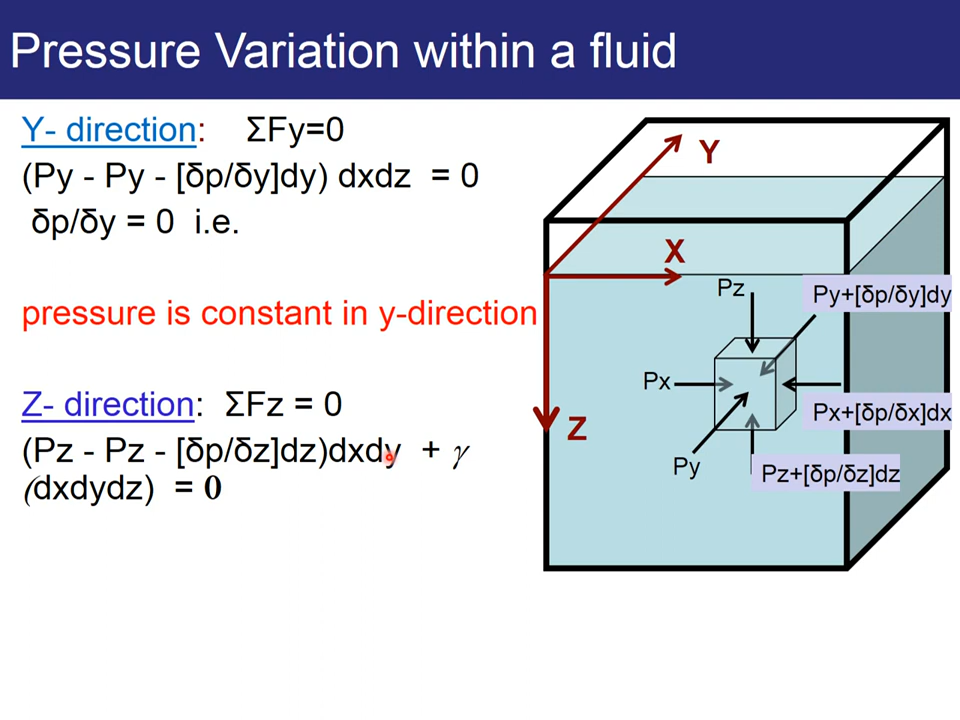 Pressure Variation within a fluid
Y- direction: ΣFy=0
(Py - Py - [δp/δy]dy) dxdz = 0
δp/δy = 0 i.e.
pressure is constant in y-direction
Z- direction: ΣFz = 0
(Pz - Pz - [δp/δz]dz)dxdy + γ
(dxdydz) = 0
Y
X
Pz
Py+[δp/δy]dy
Px
Px+[δp/δx]dx
Z
Py
Pz+[δp/δz]dz